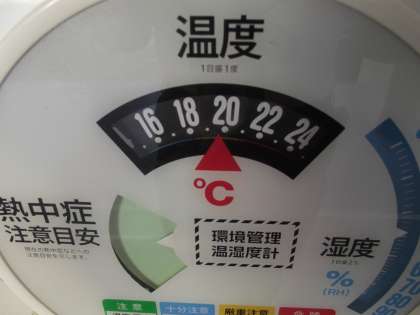 温度
1目盛1度
16 18 20 22 24
℃
熱中症
注意目安
環境管理
温湿度計
湿度
%
(RH)
70
80
注意 十分注意 厳重注意